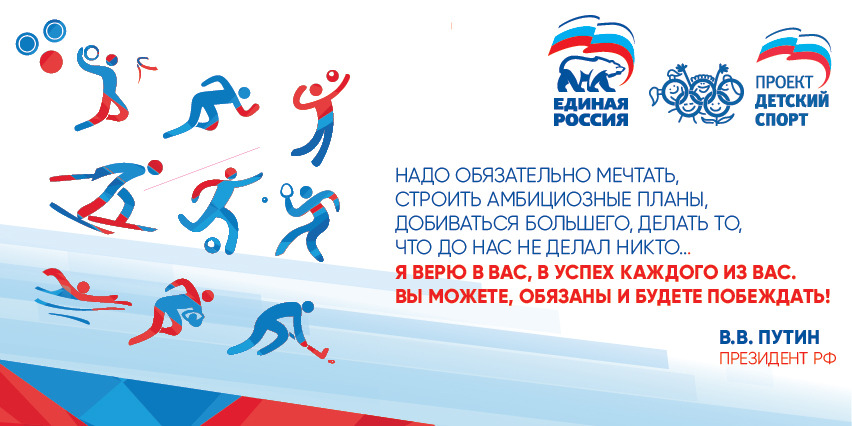 ЕДИНАЯ
РОССИЯ
ПРОЕКТ
ДЕТСКИЙ
СПОРТ
НАДО ОБЯЗАТЕЛЬНО МЕЧТАТЬ,
СТРОИТЬ АМБИЦИОЗНЫЕ ПЛАНЫ,
ДОБИВАТЬСЯ БОЛЬШЕГО, ДЕЛАТЬ ТО,
ЧТО ДО НАС НЕ ДЕЛАЛ НИКТО...
Я ВЕРЮ В ВАС, В УСПЕХ КАЖДОГО ИЗ ВАС.
ВЫ МОЖЕТЕ, ОБЯЗАНЫ И БУДЕТЕ ПОБЕЖДАТЬ!
В.В. ПУТИН
ПРЕЗИДЕНТ РФ